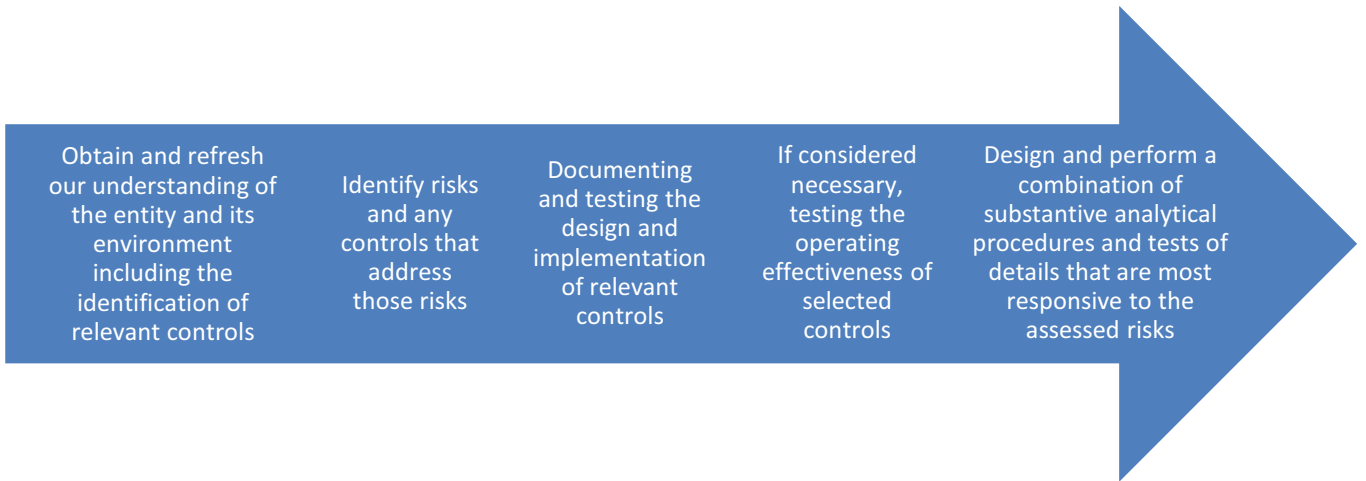 Obtain and refresh
our understanding of
the entity and its
environment
including the
identification of
relevant controls
Identify risks
and any
controls that
address
those risks
Documenting
and testing the
design and
implementation
of relevant
controls
If considered
necessary,
testing the
operating
effectiveness of
selected
controls
Design and perform a
combination of
substantive analytical
procedures and tests of
details that are most
responsive to the
assessed risks